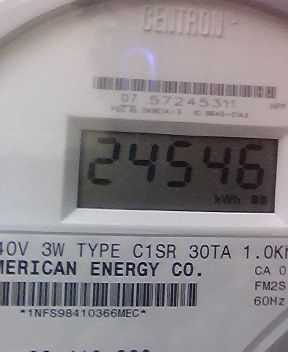 CENTRON
07 57245311
24546
kWh
40V 3W TYPE C1SR 30TA 1.0K
MERICAN ENERGY CO.
CA 0
FM2S
60Hz
*1NFS98410366MEC*